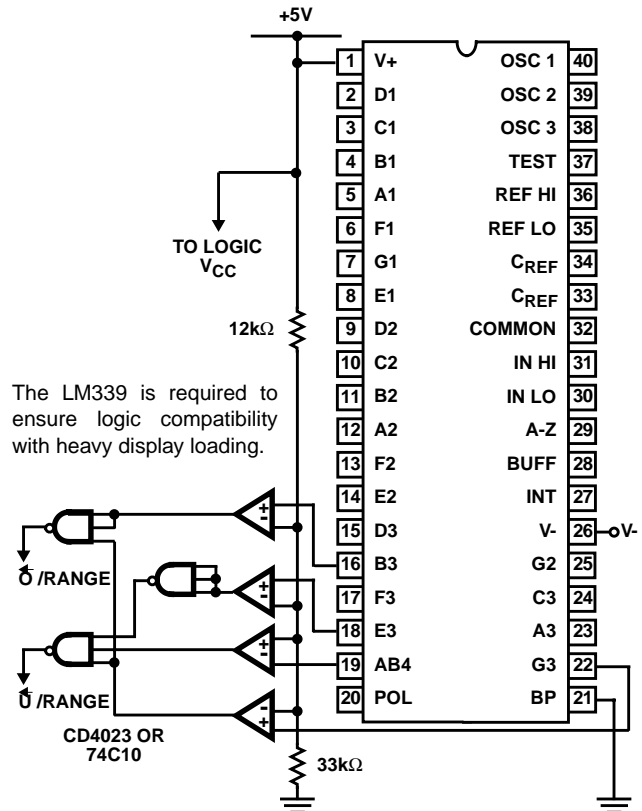 +5V
1 V+ OSC 1 40
2 D1 OSC 2 39
3 C1 OSC 3 38
4 B1 TEST 37
5 A1 REF HI 36
6 F1 REF LO 35
TO LOGIC
VCC
7 G1 CREF 34
8 E1 CREF 33
12kΩ
9 D2 COMMON 32
10 C2 IN HI 31
The LM339 is required to
ensure logic compatibility
with heavy display loading.
11 B2 IN LO 30
12 A2 A-Z 29
13 F2 BUFF 28
14 E2 INT 27
+
-
15 D3 V- 26 V-
O /RANGE
16 B3 G2 25
17 F3 C3 24
+
-
18 E3 A3 23
-
+
19 AB4 G3 22
U /RANGE
20 POL BP 21
-
+
CD4023 OR
74C10
33kΩ